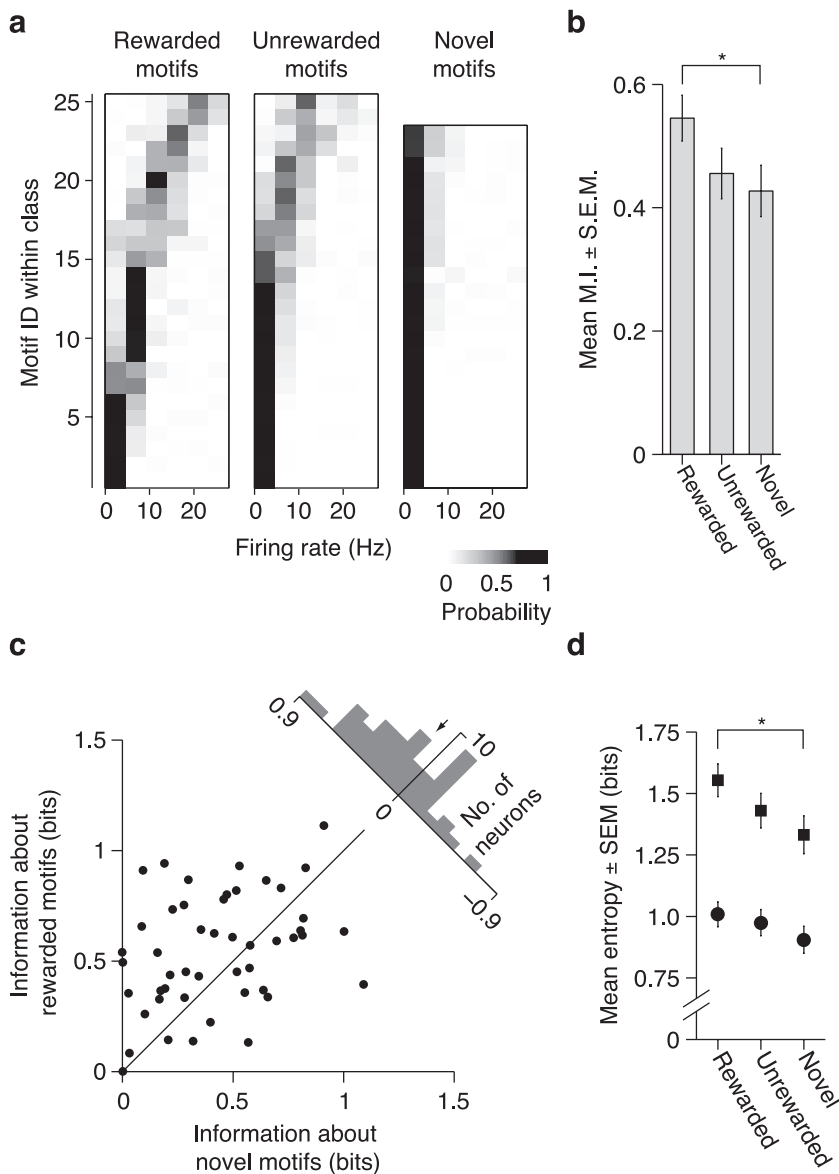 a
Rewarded motifs
Unrewarded motifs
Novel motifs
Motif ID within class
25
20
15
10
5
0 10 20
0 10 20
0 10 20
Firing rate (Hz)
0 0.5 1
Probability
b
*
Mean M.I. ± S.E.M.
0.6
0.4
0.2
0
Rewarded
Unrewarded
Novel
c
Information about
rewarded motifs (bits)
1.5
1
0.5
0
0 0.5 1 1.5
Information about
novel motifs (bits)
0.9
0
−0.9
10
No. of
neurons
d
*
Mean entropy ± SEM (bits)
1.75
1.5
1.25
1.0
0.75
0
Rewarded
Unrewarded
Novel